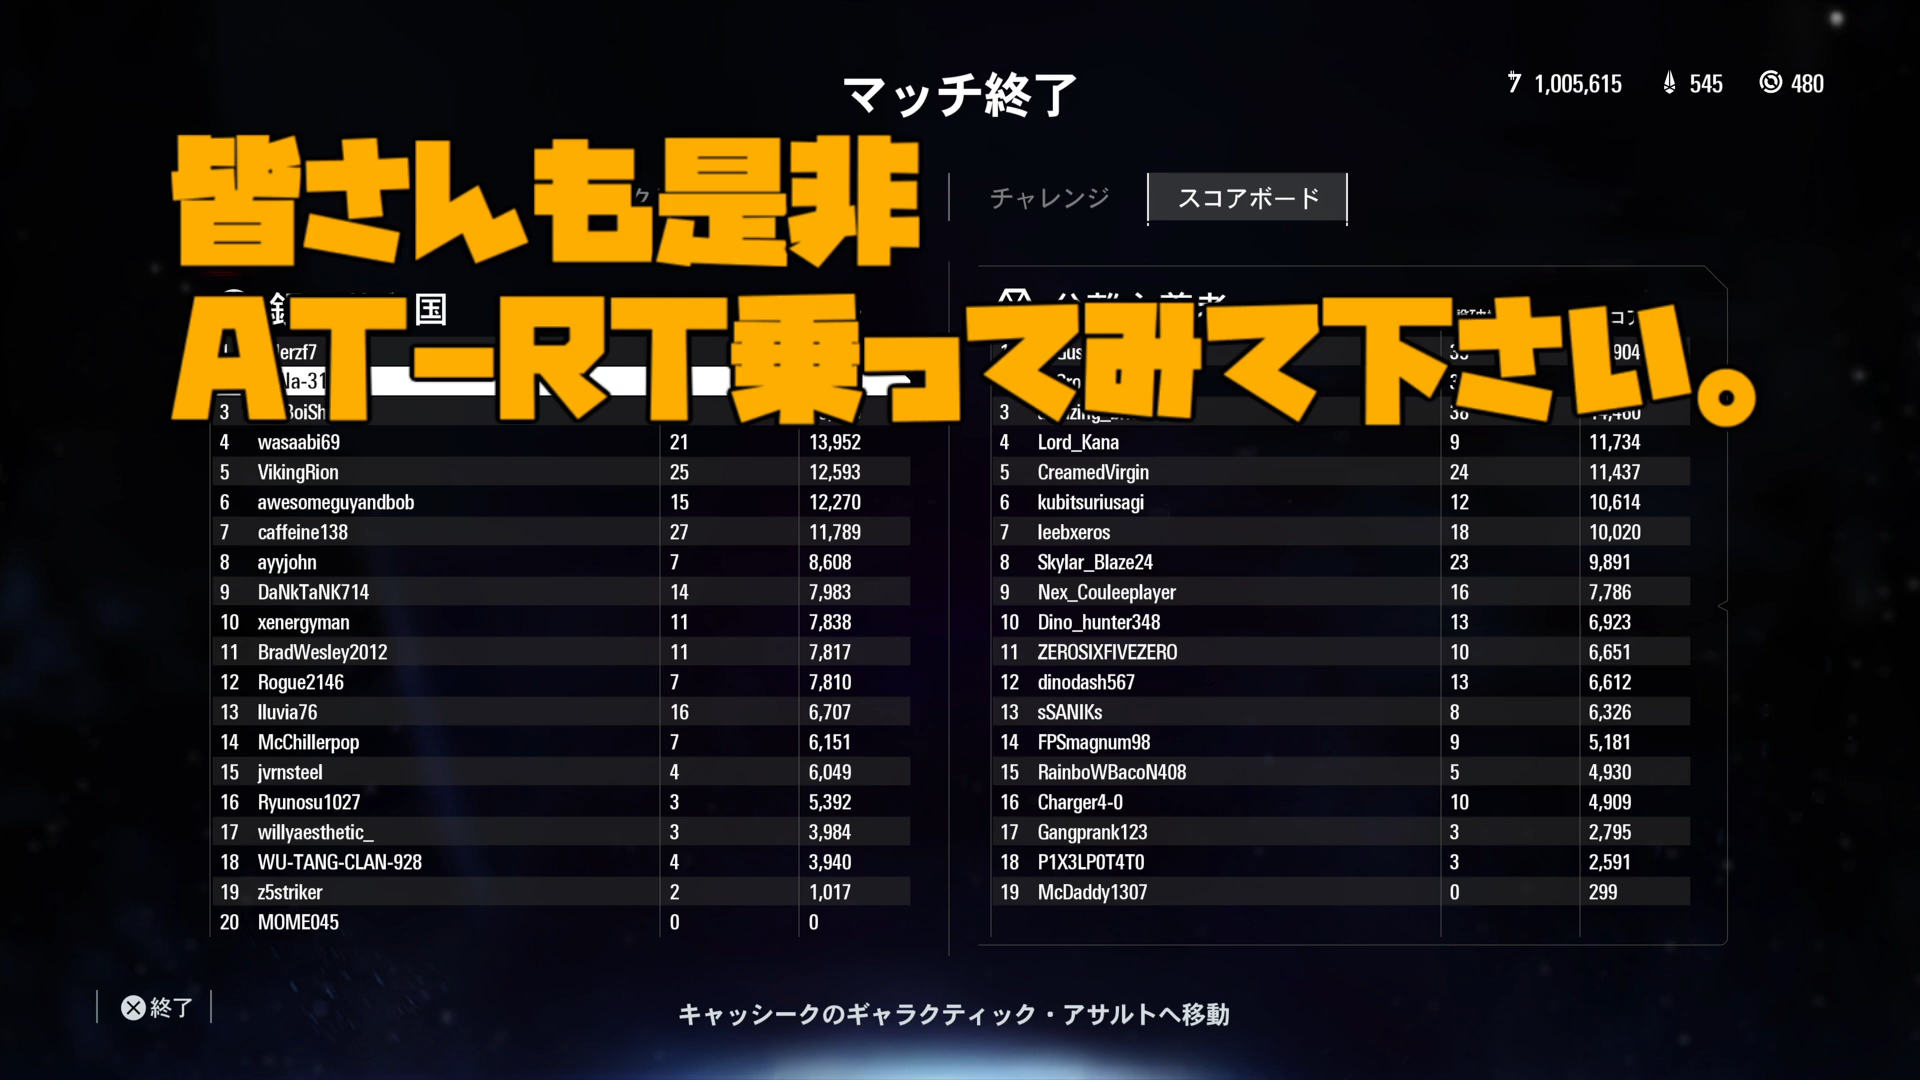 マッチ終了
1,005,615 545 480
皆さんも是非
チャレンジ スコアボード
AT-RT乗ってみて下さい。
国
4 wasaabi69 21 13,952
5 VikingRion 25 12,593
6 awesomeguyandbob 15 12,270
7 caffeine138 27 11,789
8 ayyjohn 7 8,608
9 DaNkTaNK714 14 7,983
10 xenergyman 11 7,838
11 BradWesley2012 11 7,817
12 Rogue2146 7 7,810
13 lluvia76 16 6,707
14 McChillerpop 7 6,151
15 jvrnsteel 4 6,049
16 Ryunosu1027 3 5,392
17 willyaesthetic_ 3 3,984
18 WU-TANG-CLAN-928 4 3,940
19 z5striker 2 1,017
20 MOME045 0 0
4 Lord_Kana 9 11,734
5 CreamedVirgin 24 11,437
6 kubitsuriusagi 12 10,614
7 leebxeros 18 10,020
8 Skylar_Blaze24 23 9,891
9 Nex_Couleeplayer 16 7,786
10 Dino_hunter348 13 6,923
11 ZEROSIXFIVEZERO 10 6,651
12 dinodash567 13 6,612
13 sSANIKs 8 6,326
14 FPSmagnum98 9 5,181
15 RainboWBacoN408 5 4,930
16 Charger4-0 10 4,909
17 Gangprank123 3 2,795
18 P1X3LP0T4T0 3 2,591
19 McDaddy1307 0 299
終了
キャッシークのギャラクティック・アサルトへ移動